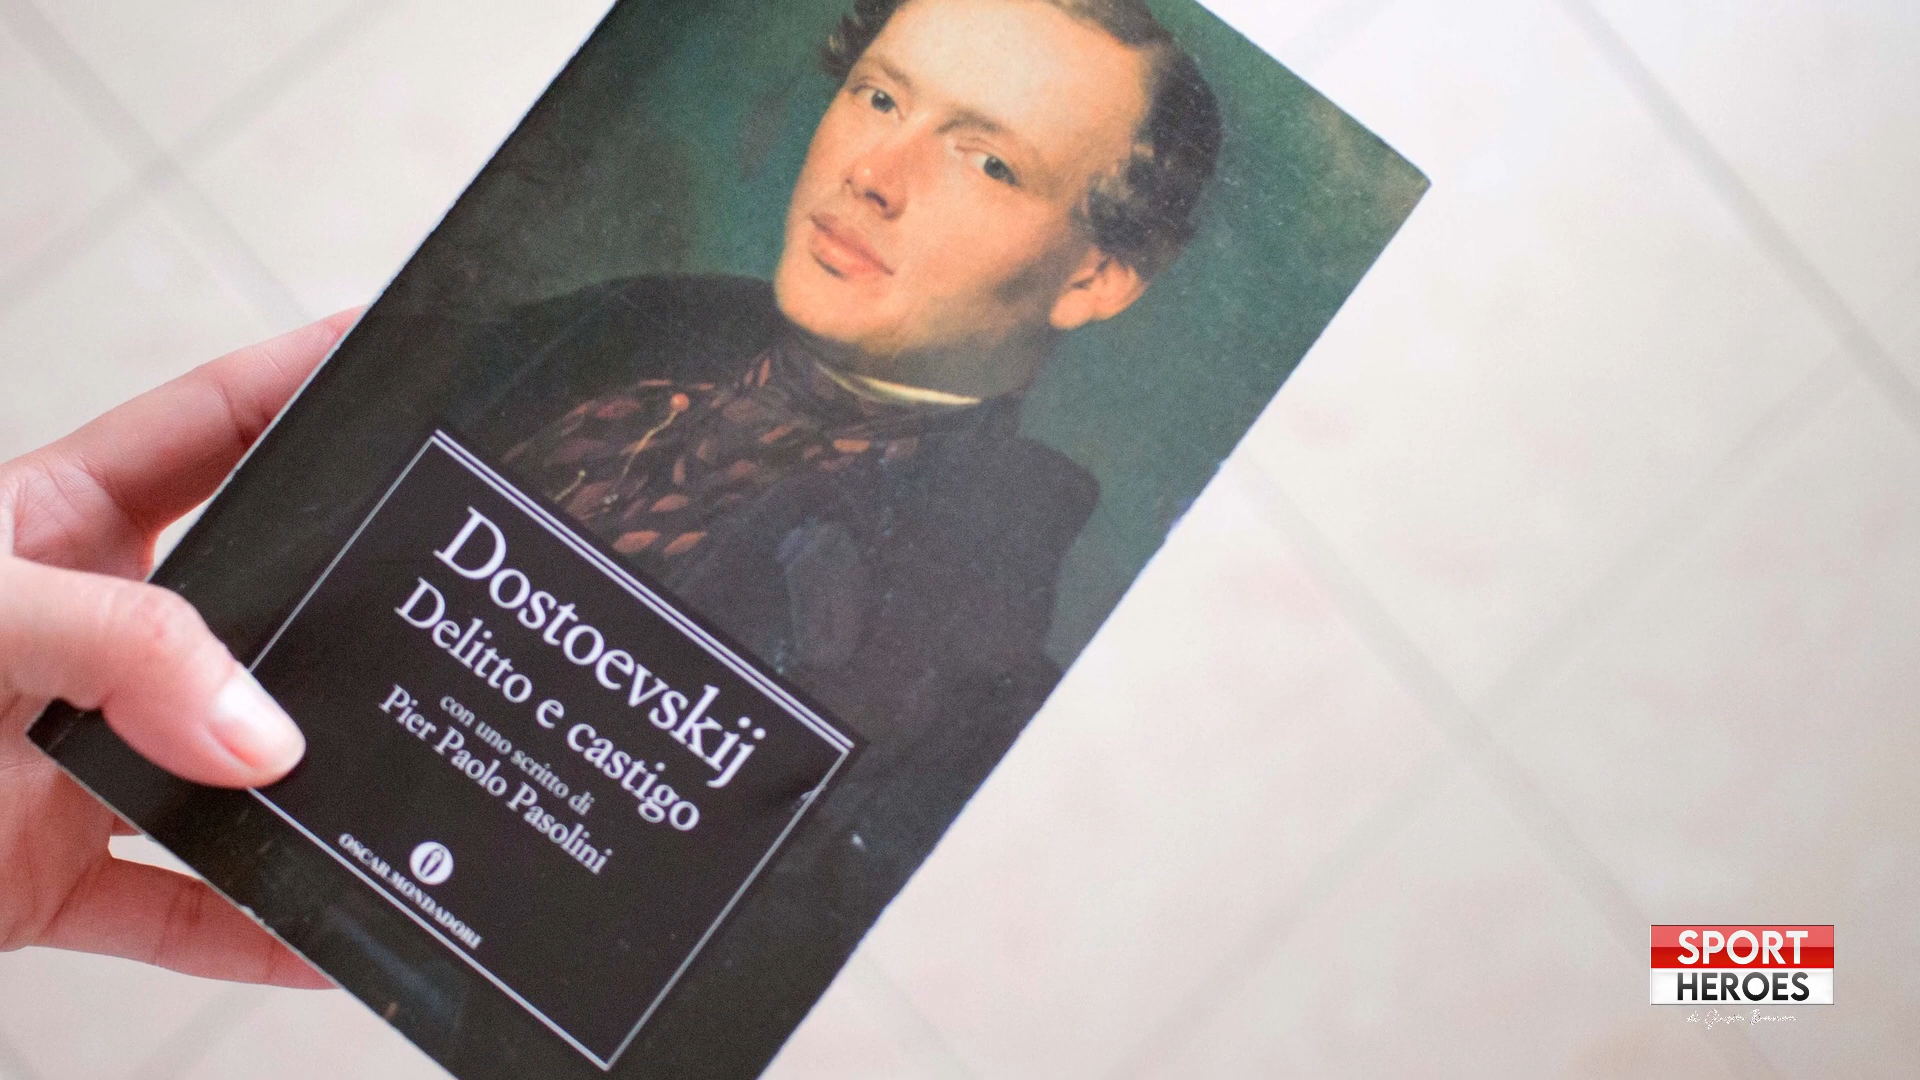 Dostoevskij
Delitto e castigo
con uno scritto di
Pier Paolo Pasolini
OSCAR MONDADORI
SPORT
HEROES